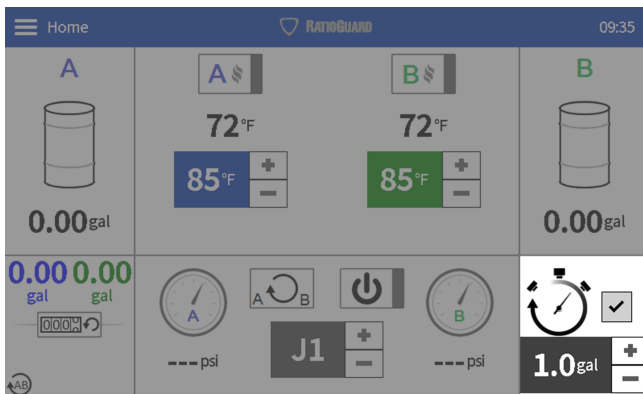 Home RATIOGUARD 09:35
A A B B
72°F 72°F
85°F + 85°F +
− −
0.00gal 0.00gal
0.00 0.00
gal gal
A A B B
000
J1 +
---psi − ---psi
1.0gal +
−
AB